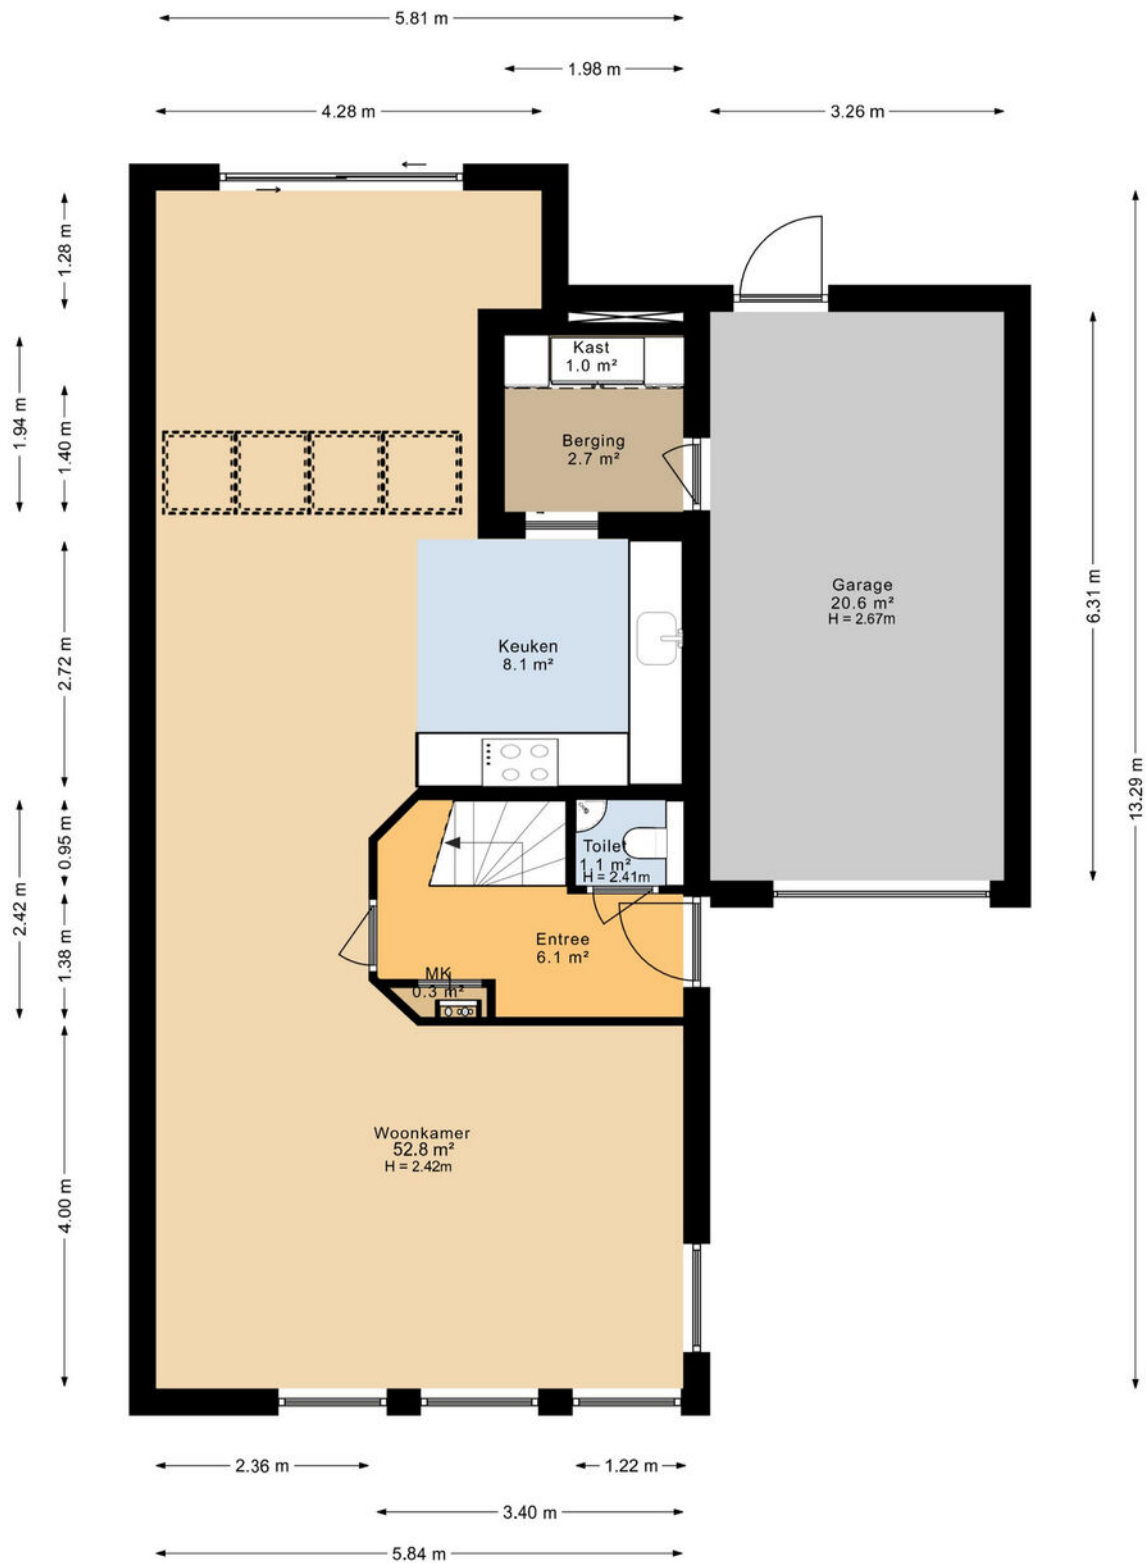 5.81 m
1.98 m
4.28 m
3.26 m
1.28 m
1.94 m
1.40 m
2.72 m
0.95 m
2.42 m
1.38 m
4.00 m
6.31 m
13.29 m
Kast
1.0 m²
Berging
2.7 m²
Garage
20.6 m²
H = 2.67m
Keuken
8.1 m²
Toilet
1.1 m²
H = 2.41m
Entree
6.1 m²
MK
0.3 m²
Woonkamer
52.8 m²
H = 2.42m
2.36 m
1.22 m
3.40 m
5.84 m